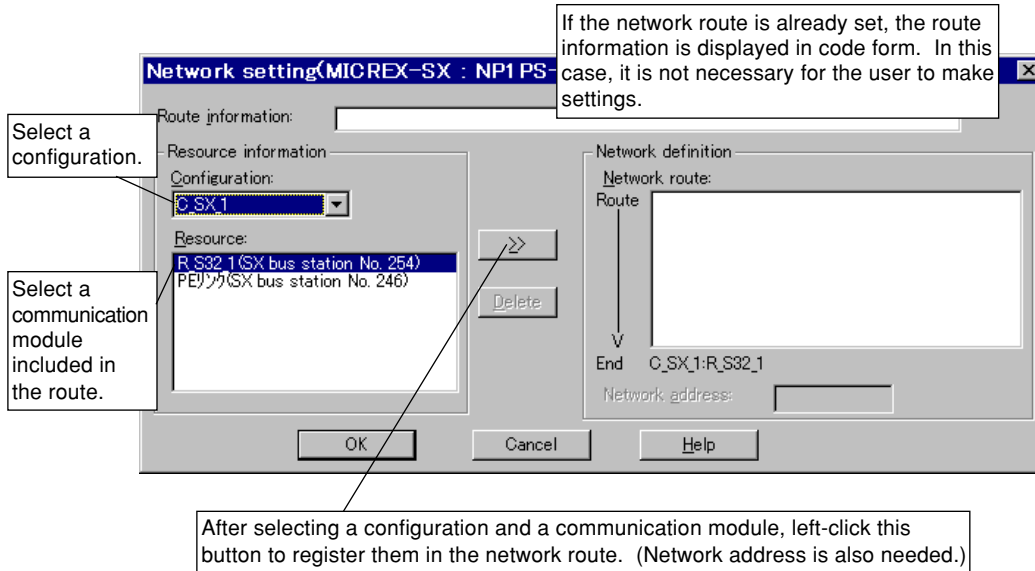 If the network route is already set, the route
information is displayed in code form. In this
case, it is not necessary for the user to make
settings.
Network setting(MICREX-SX : NP1PS-
Route information:
Select a
configuration.
Resource information
Configuration:
C_SX_1
Resource:
R_S32_1(SX bus station No. 254)
PEリンク(SX bus station No. 246)
Select a
communication
module
included in
the route.
>>
Delete
Network definition
Network route:
Route
End C_SX_1:R_S32_1
Network address:
OK Cancel Help
After selecting a configuration and a communication module, left-click this
button to register them in the network route. (Network address is also needed.)